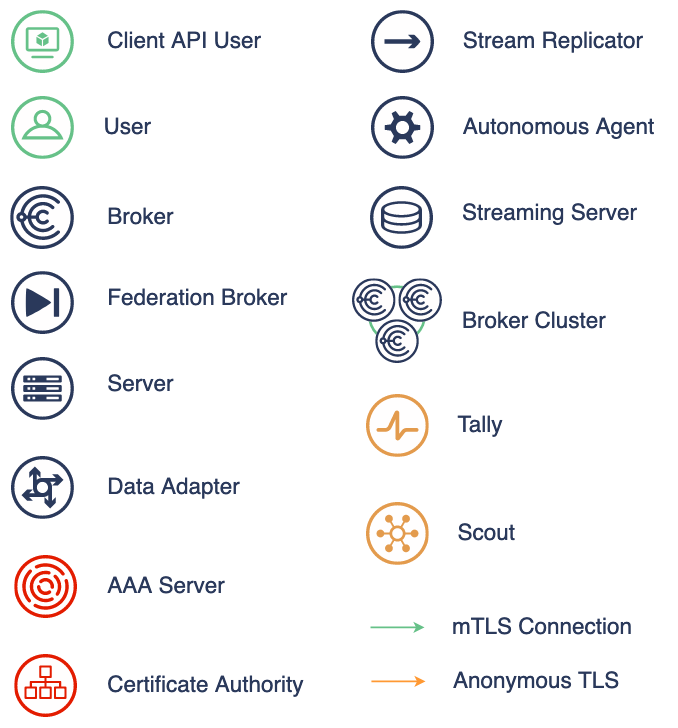 Client API User
User
Broker
Federation Broker
Server
Data Adapter
AAA Server
Certificate Authority
Stream Replicator
Autonomous Agent
Streaming Server
Broker Cluster
Tally
Scout
mTLS Connection
Anonymous TLS